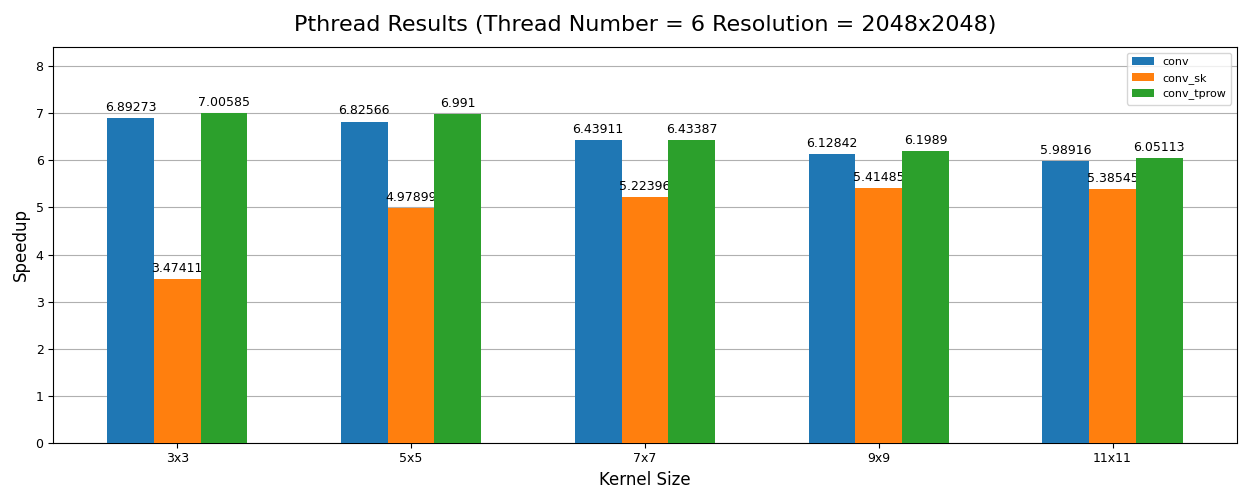 Pthread Results (Thread Number = 6 Resolution = 2048x2048)
conv
conv_sk
conv_tprow
8
7
6
5
4
3
2
1
0
Speedup
6.89273
3.47411
7.00585
6.82566
4.97899
6.991
6.43911
5.22396
6.43387
6.12842
5.41485
6.1989
5.98916
5.38545
6.05113
3x3
5x5
7x7
9x9
11x11
Kernel Size